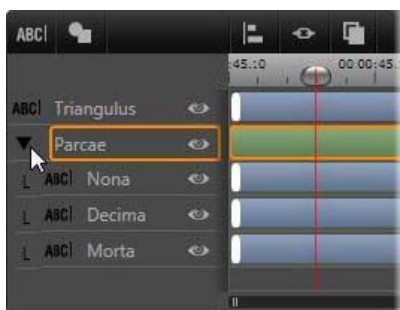 ABC
45.:0 00:00:45.
ABC Triangulus
Parcae
ABC Nona
ABC Decima
ABC Morta